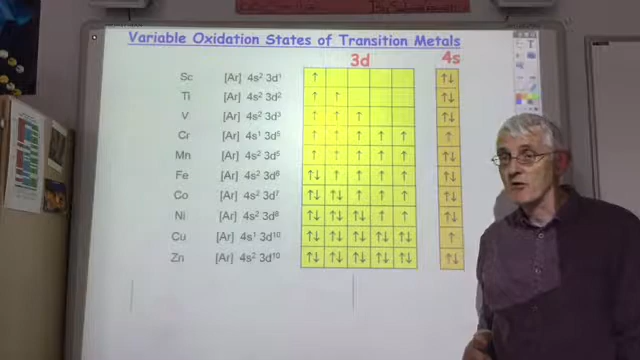 Variable Oxidation States of Transition Metals
3d 4s
Sc [Ar] 4s² 3d¹ ↑ ↑↓
Ti [Ar] 4s² 3d² ↑ ↑ ↑↓
V [Ar] 4s² 3d³ ↑ ↑ ↑ ↑↓
Cr [Ar] 4s¹ 3d⁵ ↑ ↑ ↑ ↑ ↑ ↑
Mn [Ar] 4s² 3d⁵ ↑ ↑ ↑ ↑ ↑ ↑↓
Fe [Ar] 4s² 3d⁶ ↑↓ ↑ ↑ ↑ ↑ ↑↓
Co [Ar] 4s² 3d⁷ ↑↓ ↑↓ ↑ ↑ ↑ ↑↓
Ni [Ar] 4s² 3d⁸ ↑↓ ↑↓ ↑↓ ↑ ↑ ↑↓
Cu [Ar] 4s¹ 3d¹⁰ ↑↓ ↑↓ ↑↓ ↑↓ ↑↓ ↑
Zn [Ar] 4s² 3d¹⁰ ↑↓ ↑↓ ↑↓ ↑↓ ↑↓ ↑↓